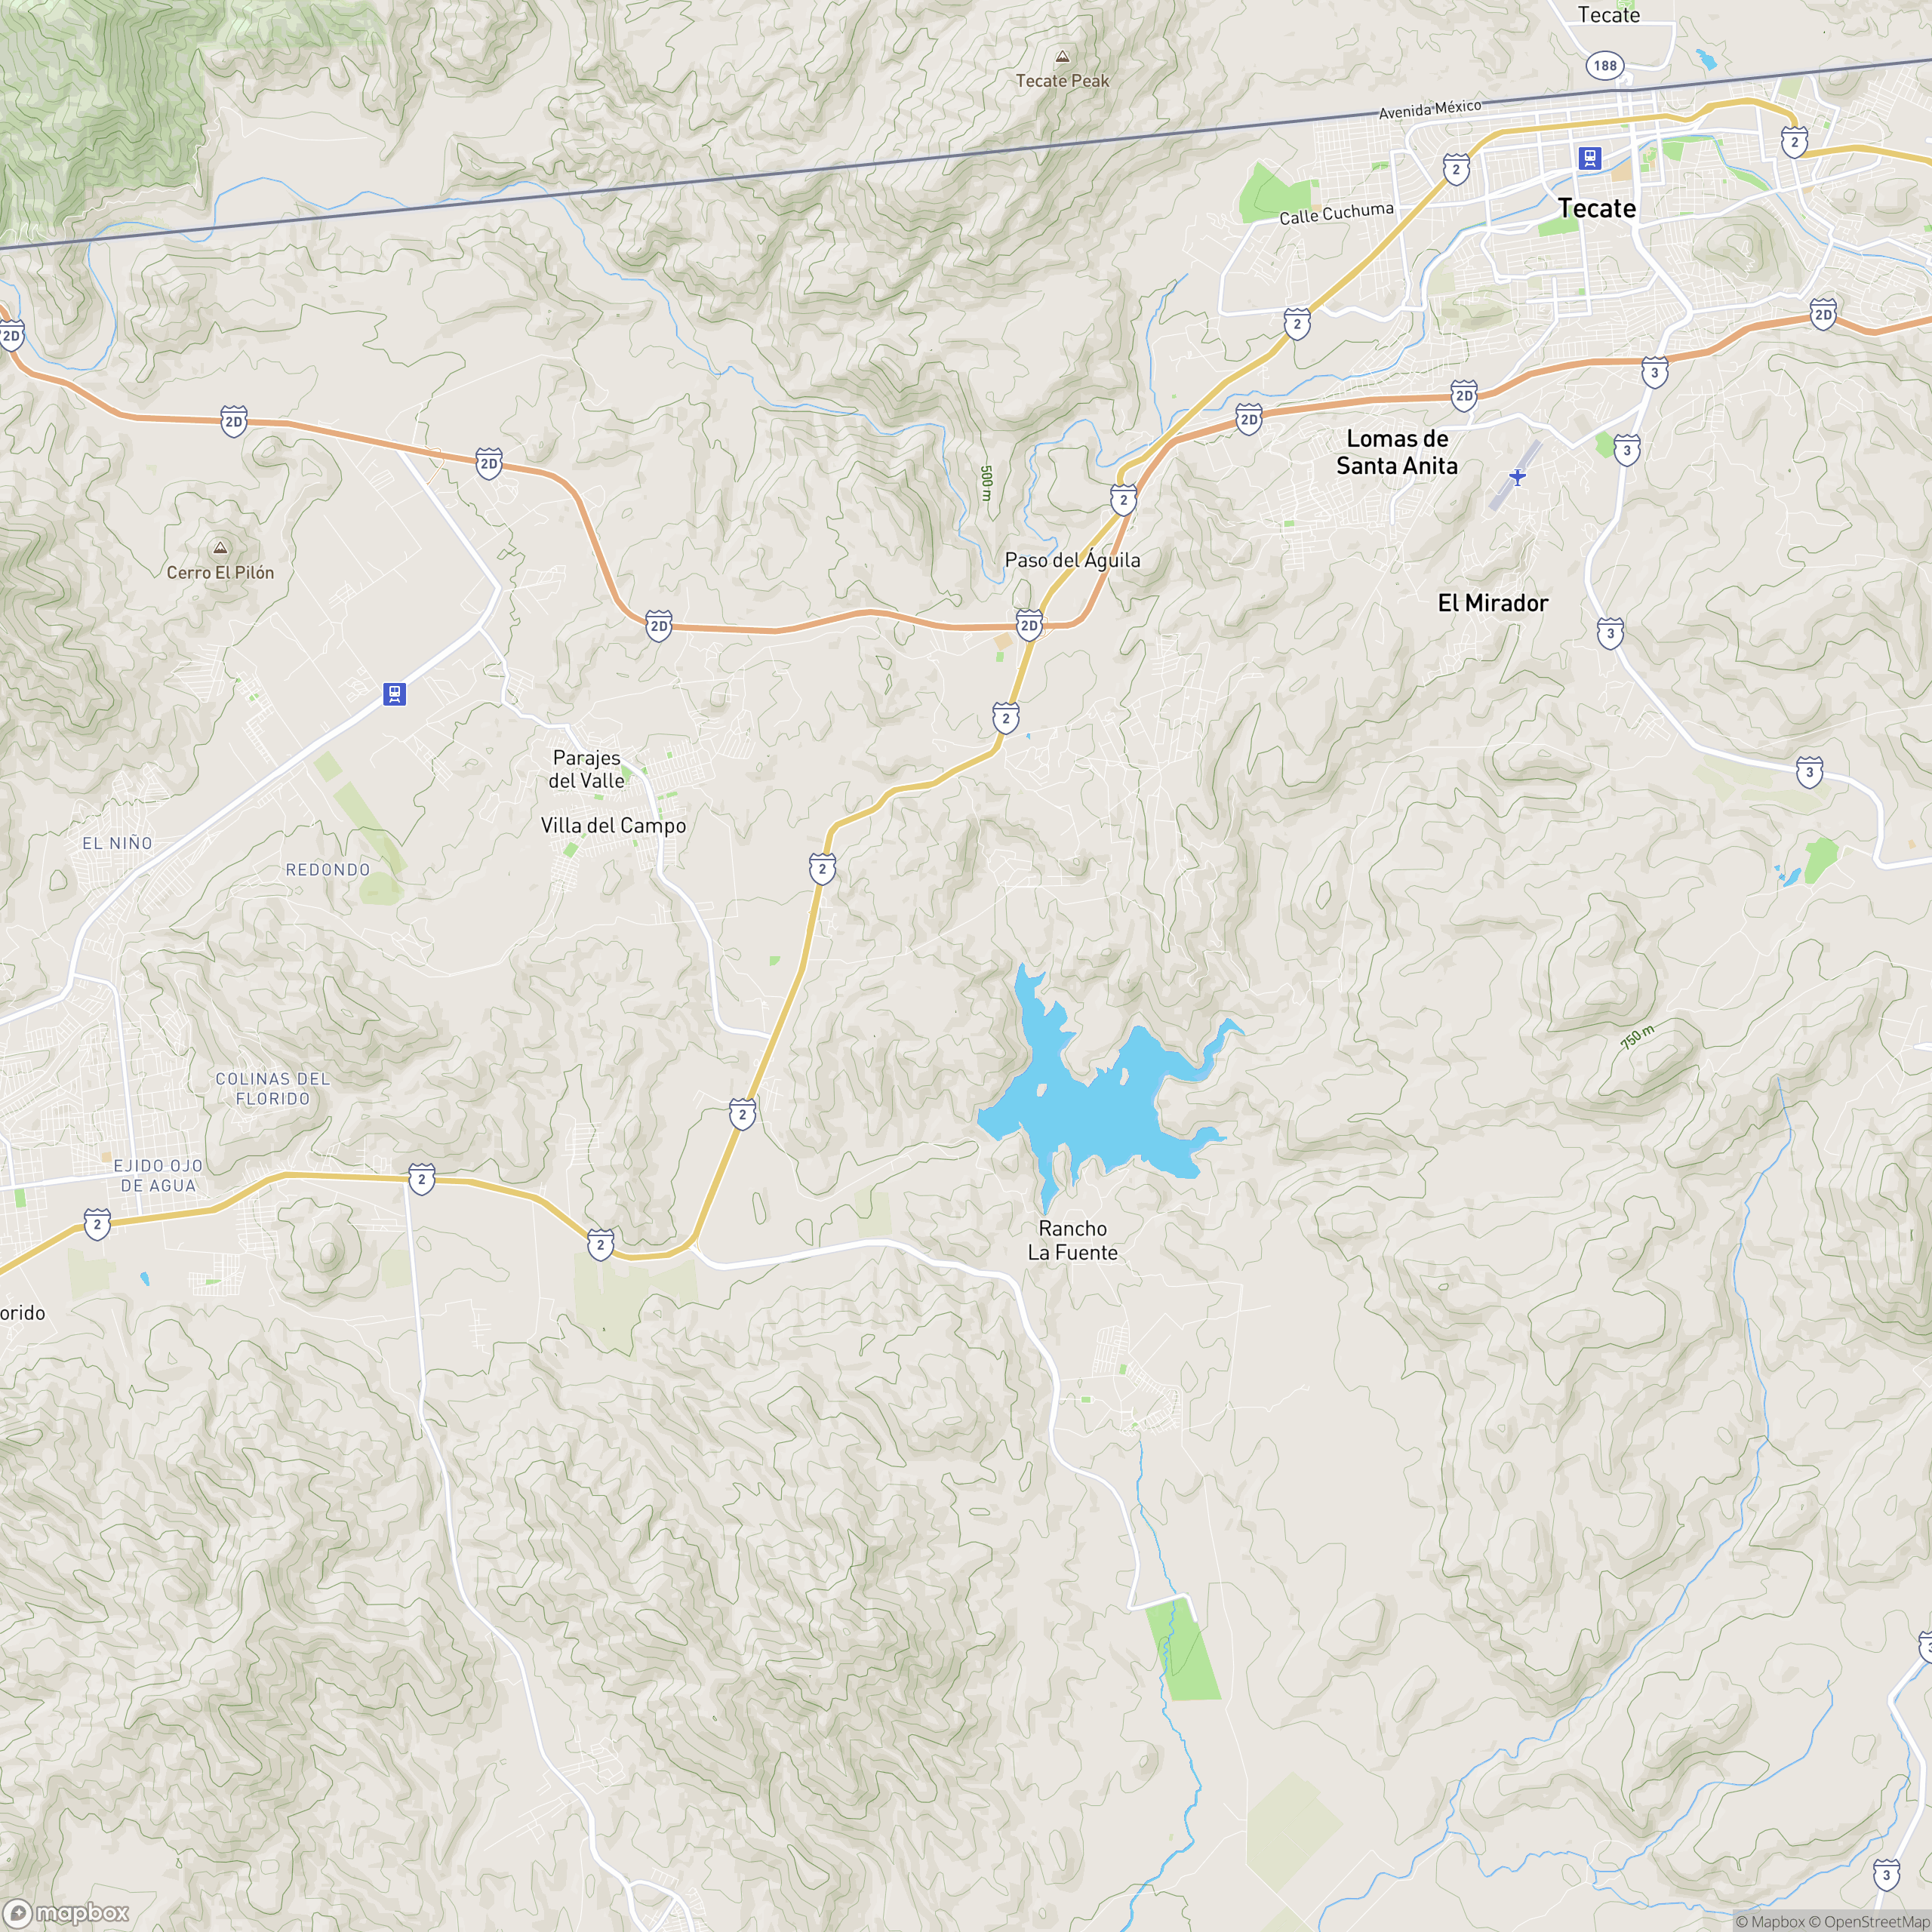 Tecate
188
Tecate Peak
Avenida México
2
2
Tecate
Calle Cuchuma
2D
2
2D
3
2D
2D
2D
Lomas de
Santa Anita
3
2D
500 m
2
Paso del Águila
Cerro El Pilón
El Mirador
2D
2D
3
2
Parajes
del Valle
3
Villa del Campo
EL NIÑO
REDONDO
2
750 m
COLINAS DEL
FLORIDO
2
EJIDO OJO
DE AGUA
2
2
2
Rancho
La Fuente
orido
3
3
mapbox
© Mapbox © OpenStreetMap